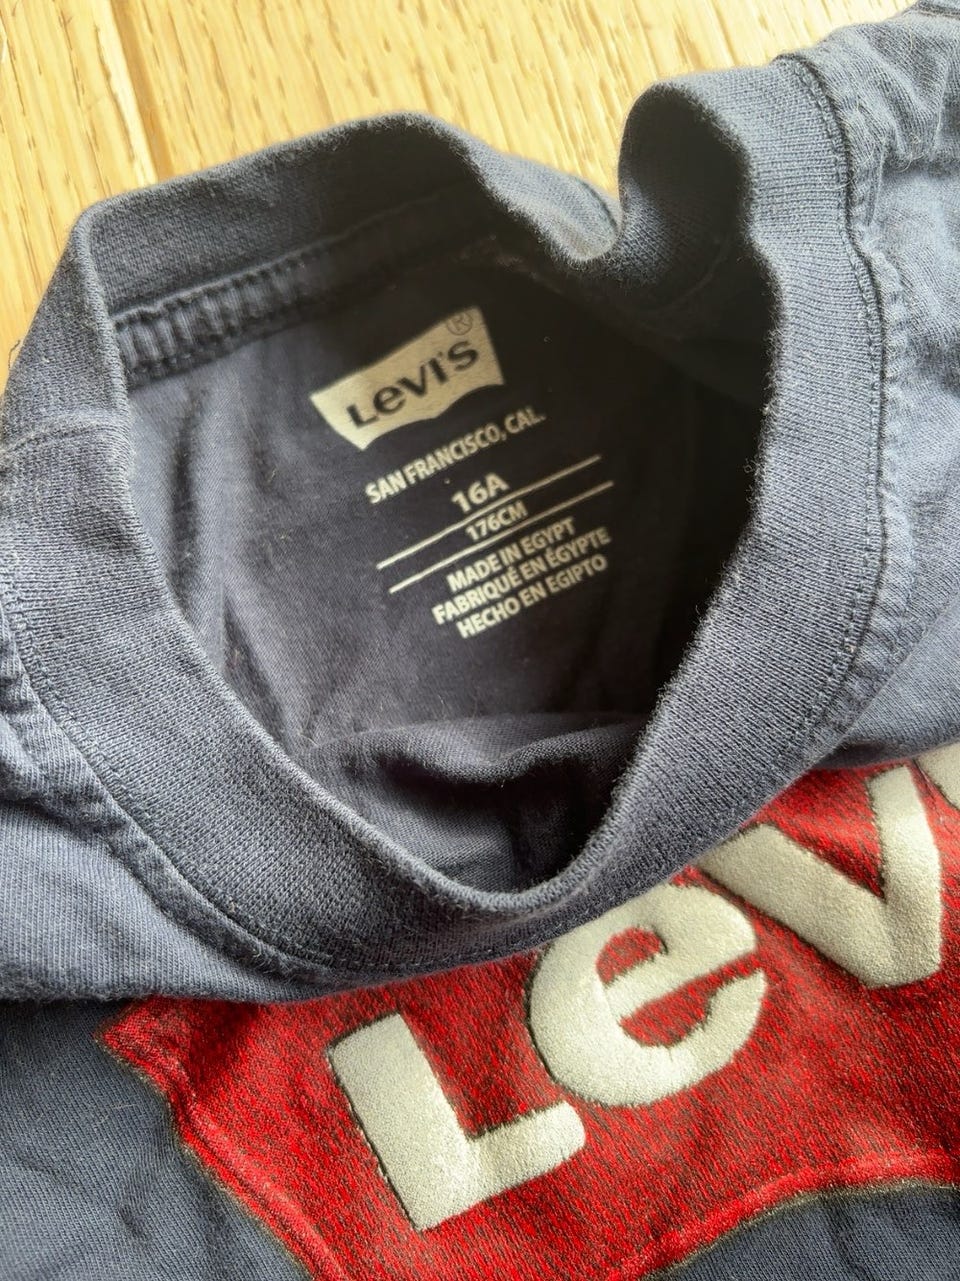 Levi's ®
SAN FRANCISCO, CAL.
16A
176CM
MADE IN EGYPT
FABRIQUÉ EN ÉGYPTE
HECHO EN EGIPTO
Lev